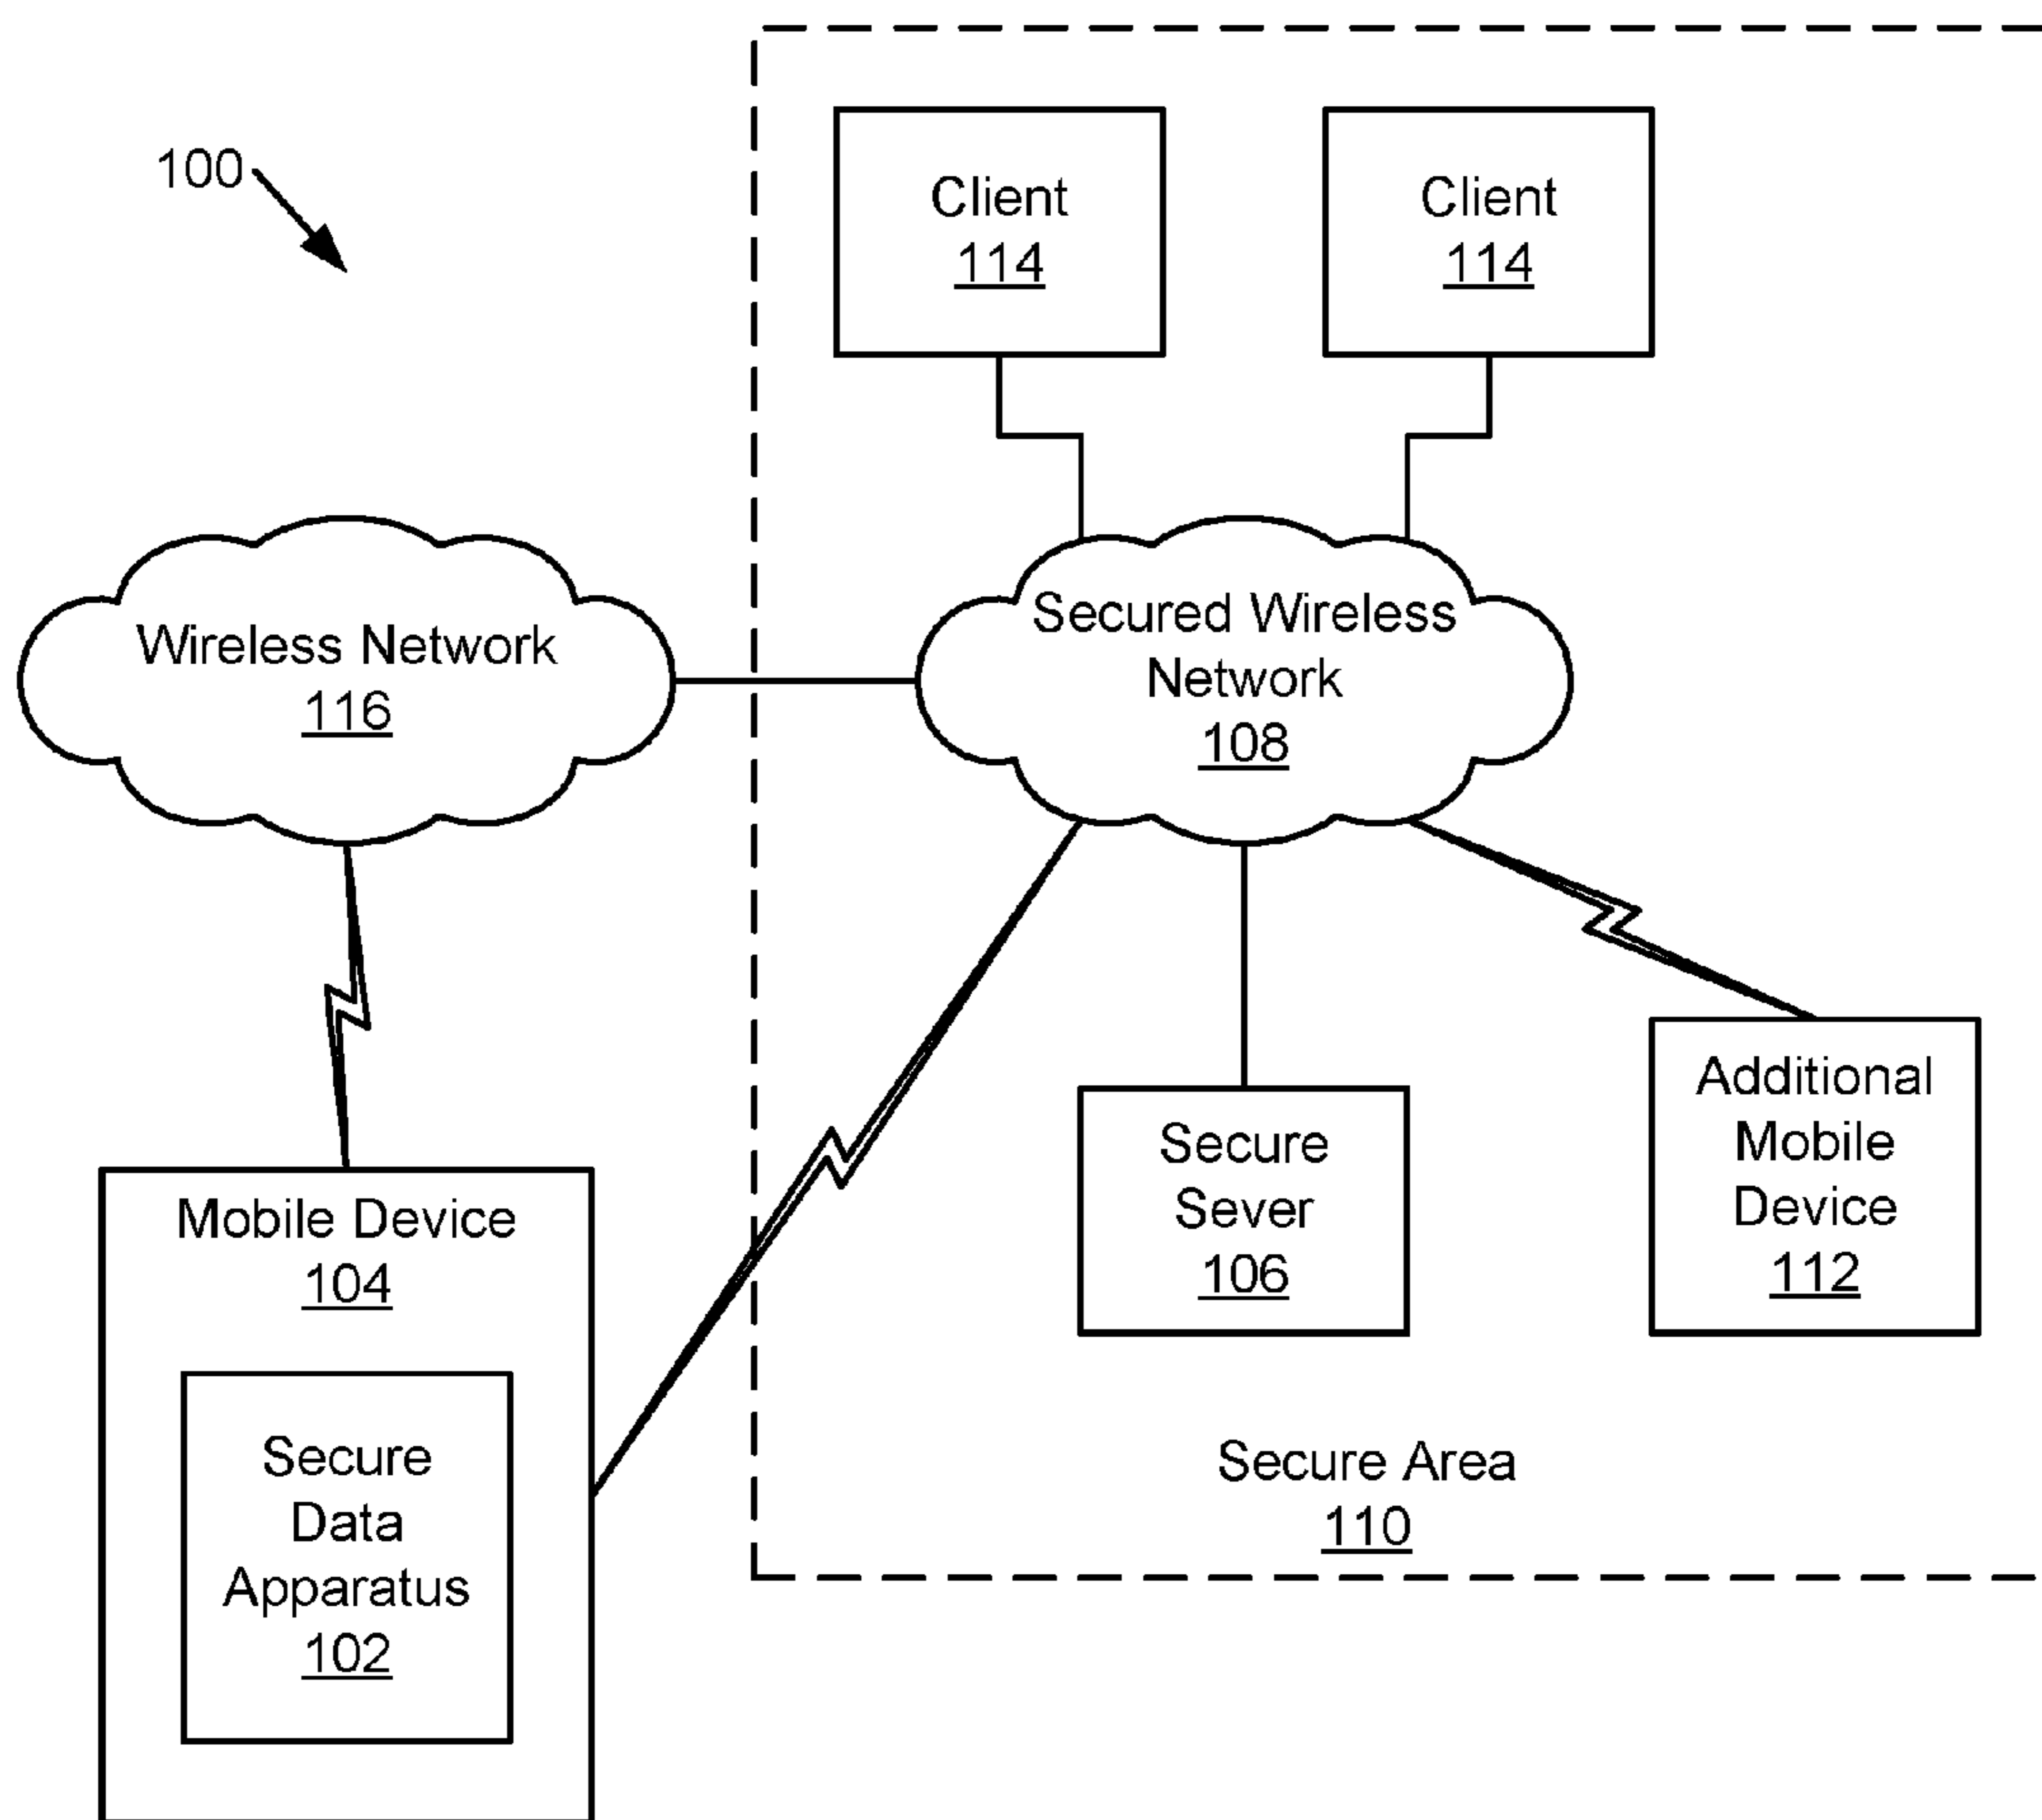 100
Client
114
Client
114
Wireless Network
116
Secured Wireless
Network
108
Mobile Device
104
Secure
Data
Apparatus
102
Secure
Sever
106
Additional
Mobile
Device
112
Secure Area
110